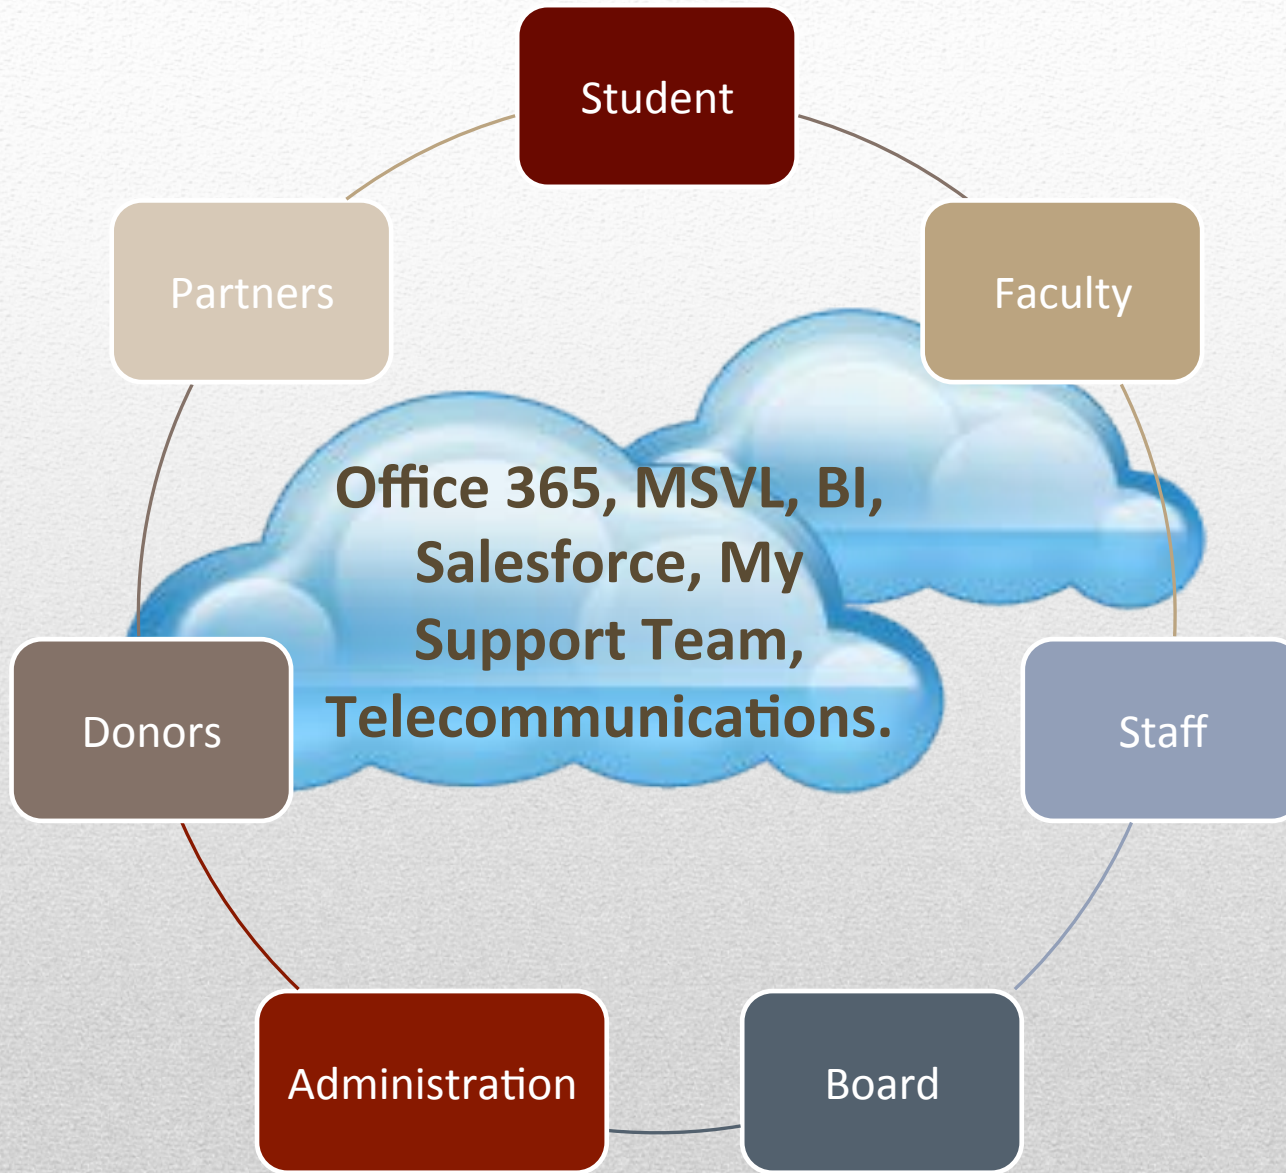 Student
Partners
Faculty
Office 365, MSVL, BI,
Salesforce, My
Support Team,
Telecommunications.
Donors
Staff
Administration
Board